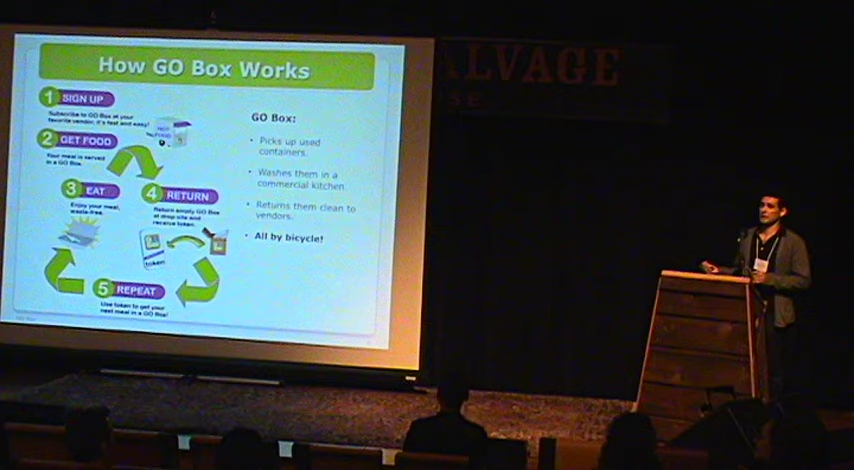 How GO Box Works
1 SIGN UP
Subscribe to GO Box at your
favorite vendor, it's fast and easy!
HOT
FOOD
2 GET FOOD
Your meal is served
in a GO Box.
3 EAT
Enjoy your meal,
waste-free.
4 RETURN
Return empty GO Box
at drop site and
receive token.
token
5 REPEAT
Use token to get your
next meal in a GO Box!
GO Box:
• Picks up used
containers.
• Washes them in a
commercial kitchen.
• Returns them clean to
vendors.
• All by bicycle!
ALVAGE
SE